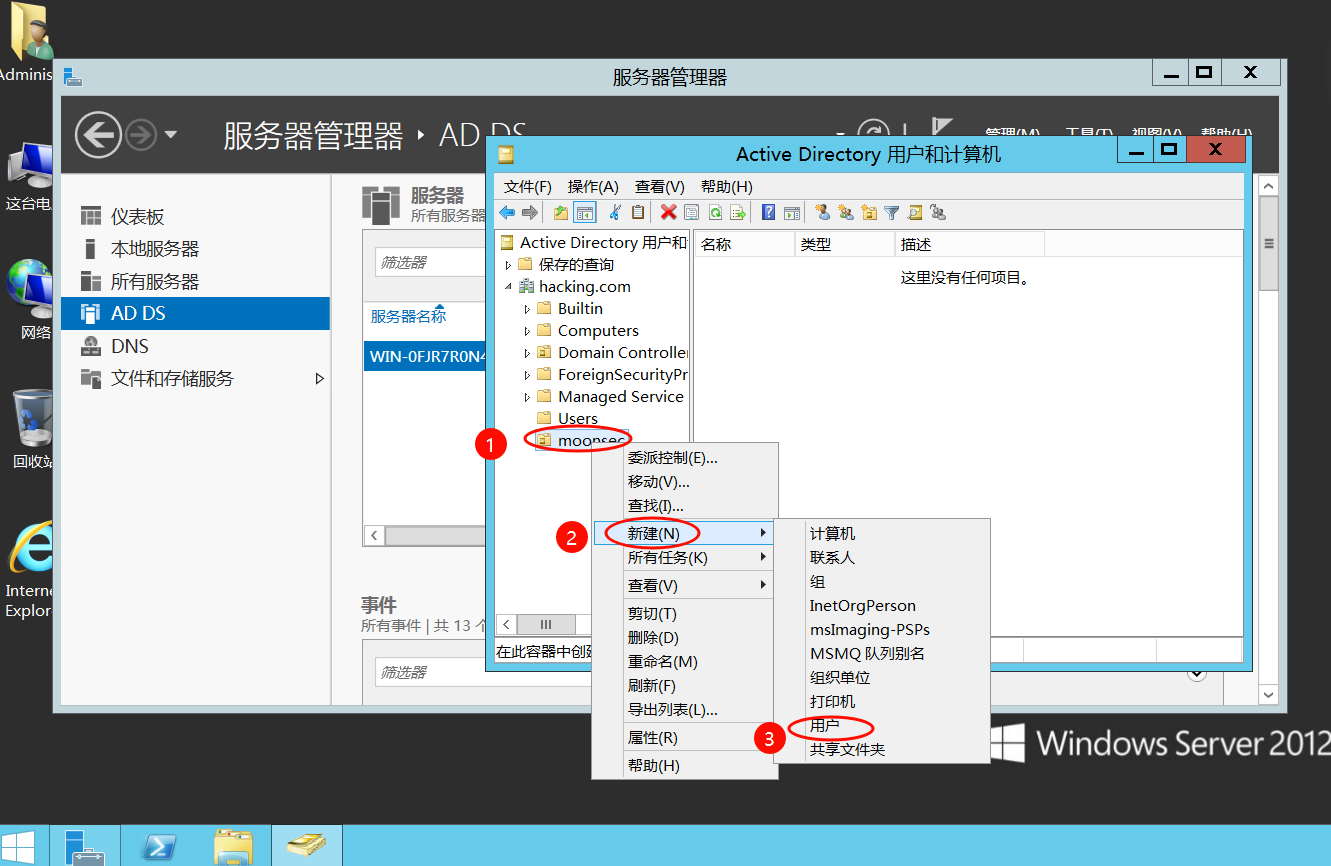 服务器管理器
服务器管理器 ‣ AD DS
管理(M) 工具(T) 视图(V) 帮助(H)
仪表板
本地服务器
所有服务器
AD DS
DNS
文件和存储服务
服务器
所有服务器
筛选器
服务器名称
WIN-0FJR7R0N4
事件
所有事件 | 共 13 个
筛选器
Active Directory 用户和计算机
文件(F) 操作(A) 查看(V) 帮助(H)
Active Directory 用户和
保存的查询
hacking.com
Builtin
Computers
Domain Controller
ForeignSecurityPr
Managed Service
Users
moonsec
名称 类型 描述
这里没有任何项目。
在此容器中创建
1
委派控制(E)...
移动(V)...
查找(I)...
2
新建(N)
所有任务(K)
查看(V)
剪切(T)
删除(D)
重命名(M)
刷新(F)
导出列表(L)...
属性(R)
帮助(H)
计算机
联系人
组
InetOrgPerson
msImaging-PSPs
MSMQ 队列别名
组织单位
打印机
3
用户
共享文件夹
Adminis
这台电
网络
回收站
Interne
Explor
Windows Server 2012